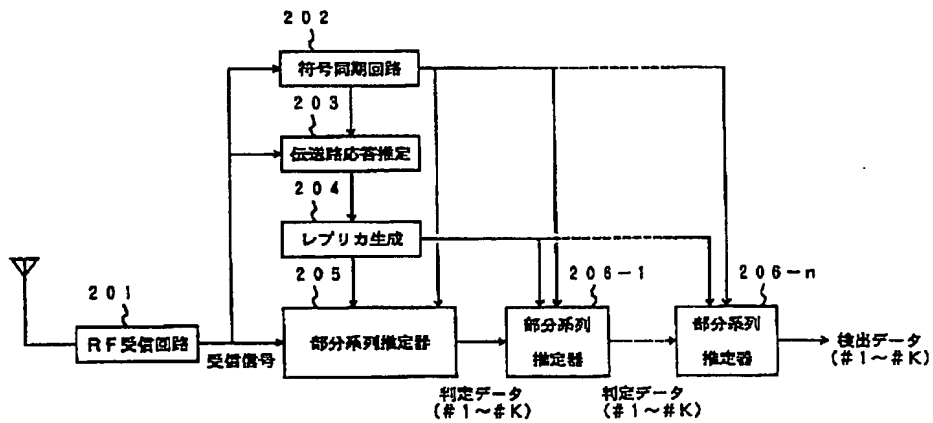 202
符号同期回路
203
伝送路応答推定
204
レプリカ生成
205
206-1
206-n
201
RF受信回路
受信信号
部分系列推定器
部分系列
推定器
部分系列
推定器
検出データ
(#1~#K)
判定データ
(#1~#K)
判定データ
(#1~#K)